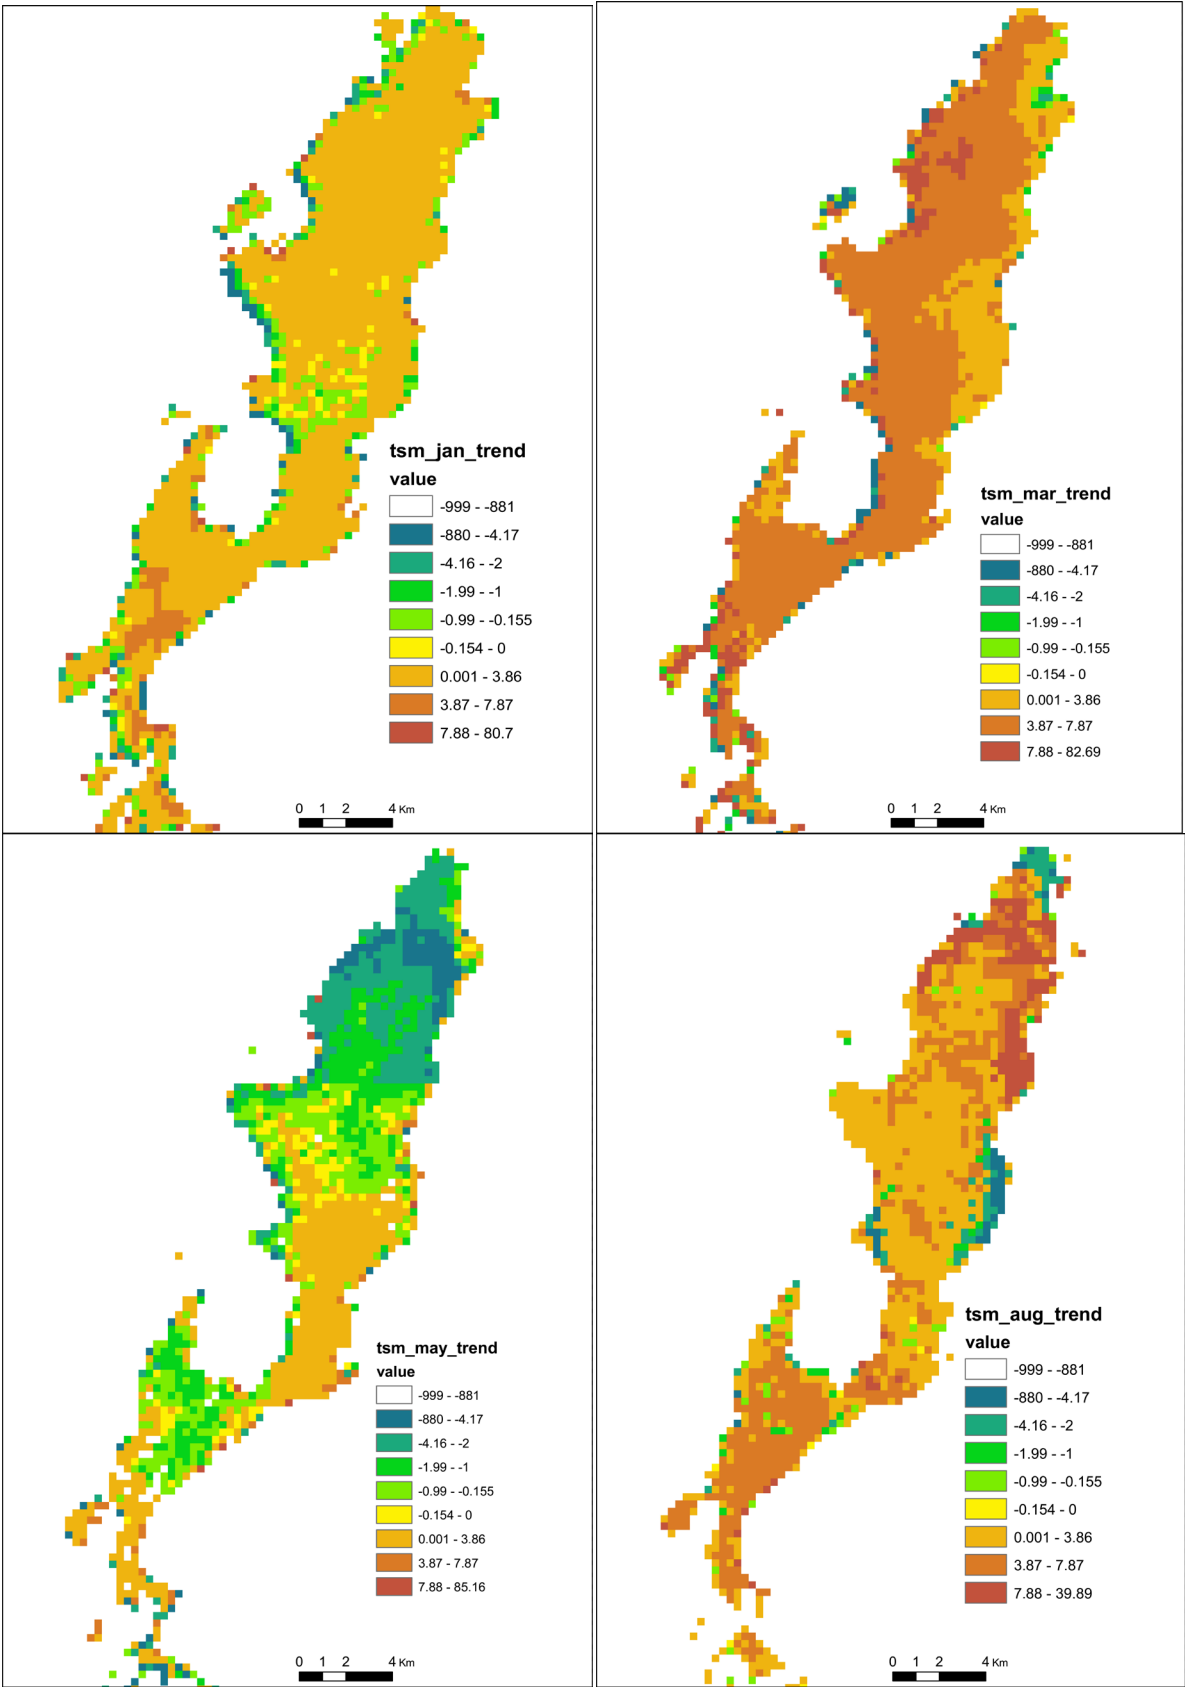 tsm_jan_trend
value
-999 - -881
-880 - -4.17
-4.16 - -2
-1.99 - -1
-0.99 - -0.155
-0.154 - 0
0.001 - 3.86
3.87 - 7.87
7.88 - 80.7
0 1 2 4 Km
tsm_mar_trend
value
-999 - -881
-880 - -4.17
-4.16 - -2
-1.99 - -1
-0.99 - -0.155
-0.154 - 0
0.001 - 3.86
3.87 - 7.87
7.88 - 82.69
0 1 2 4 Km
tsm_may_trend
value
-999 - -881
-880 - -4.17
-4.16 - -2
-1.99 - -1
-0.99 - -0.155
-0.154 - 0
0.001 - 3.86
3.87 - 7.87
7.88 - 85.16
0 1 2 4 Km
tsm_aug_trend
value
-999 - -881
-880 - -4.17
-4.16 - -2
-1.99 - -1
-0.99 - -0.155
-0.154 - 0
0.001 - 3.86
3.87 - 7.87
7.88 - 39.89
0 1 2 4 Km